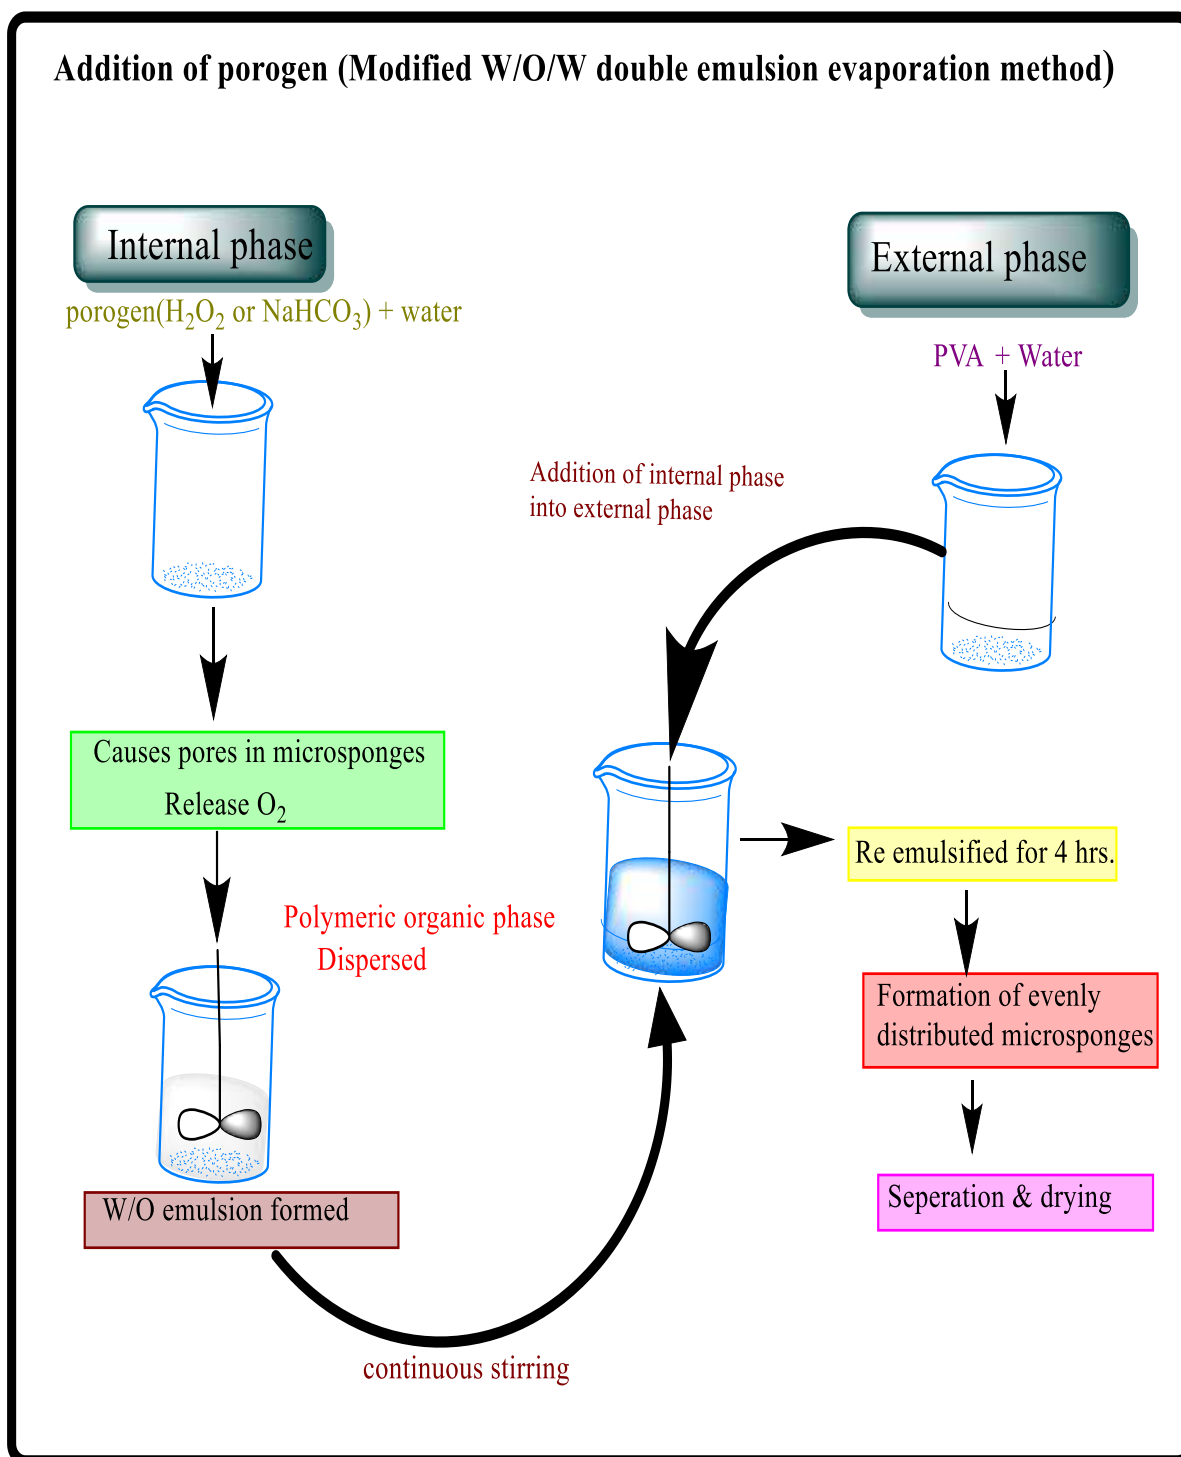 Addition of porogen (Modified W/O/W double emulsion evaporation method)
Internal phase
porogen(H₂O₂ or NaHCO₃) + water
Causes pores in microsponges
Release O₂
Polymeric organic phase
Dispersed
W/O emulsion formed
continuous stirring
External phase
PVA + Water
Addition of internal phase
into external phase
Re emulsified for 4 hrs.
Formation of evenly
distributed microsponges
Seperation & drying